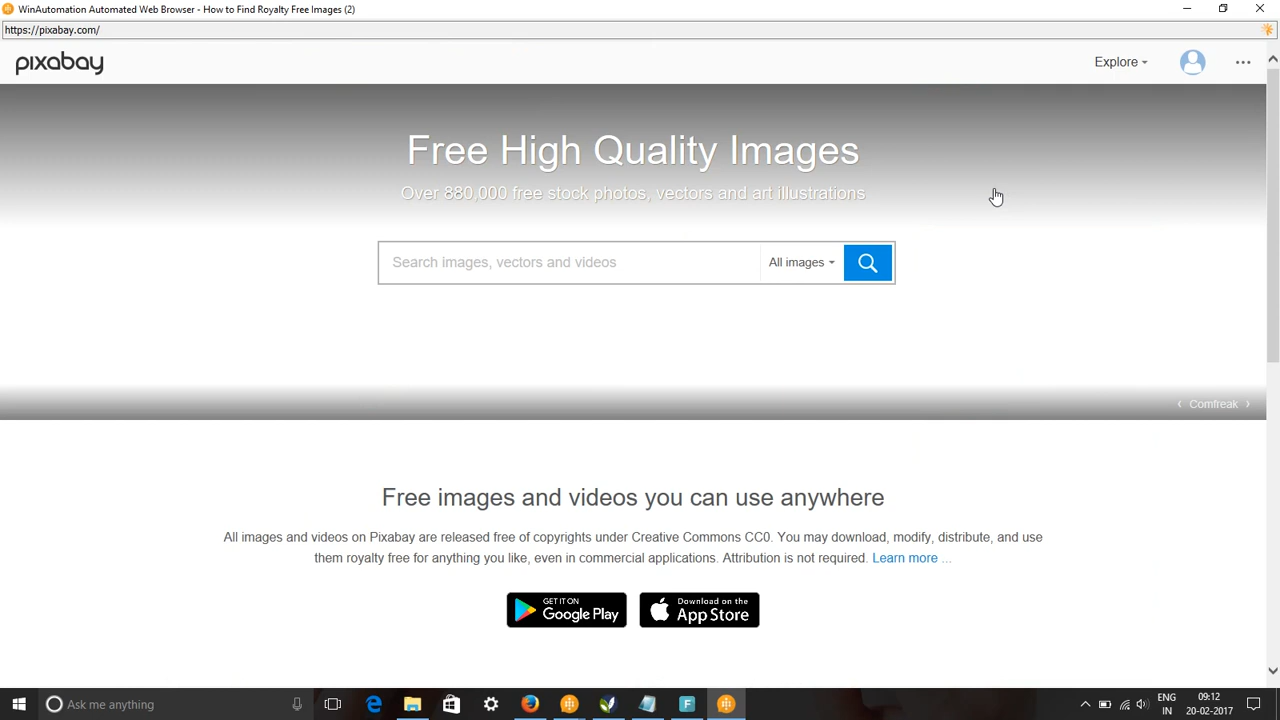 WinAutomation Automated Web Browser - How to Find Royalty Free Images (2)
https://pixabay.com/
pixabay
Explore
Free High Quality Images
Over 880,000 free stock photos, vectors and art illustrations
Search images, vectors and videos
All images
‹ Comfreak ›
Free images and videos you can use anywhere
All images and videos on Pixabay are released free of copyrights under Creative Commons CC0. You may download, modify, distribute, and use
them royalty free for anything you like, even in commercial applications. Attribution is not required. Learn more ...
GET IT ON
Google Play
Download on the
App Store
Ask me anything
ENG
IN
09:12
20-02-2017